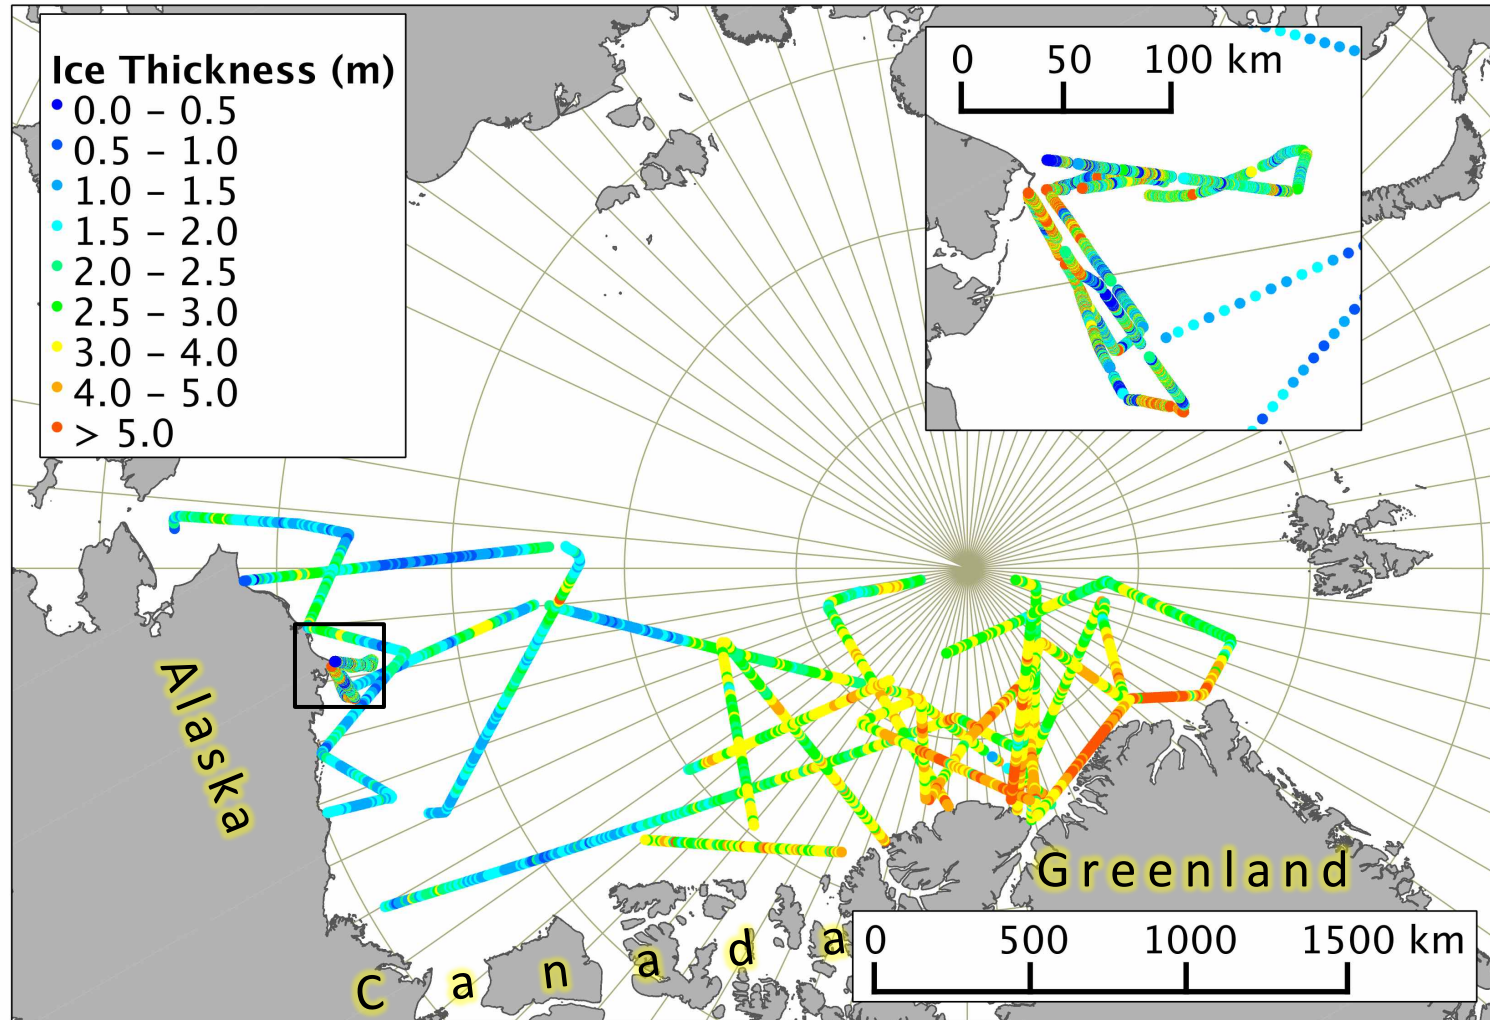 Ice Thickness (m)
0.0 – 0.5
0.5 – 1.0
1.0 – 1.5
1.5 – 2.0
2.0 – 2.5
2.5 – 3.0
3.0 – 4.0
4.0 – 5.0
> 5.0
0 50 100 km
Alaska
Greenland
Canada
0 500 1000 1500 km